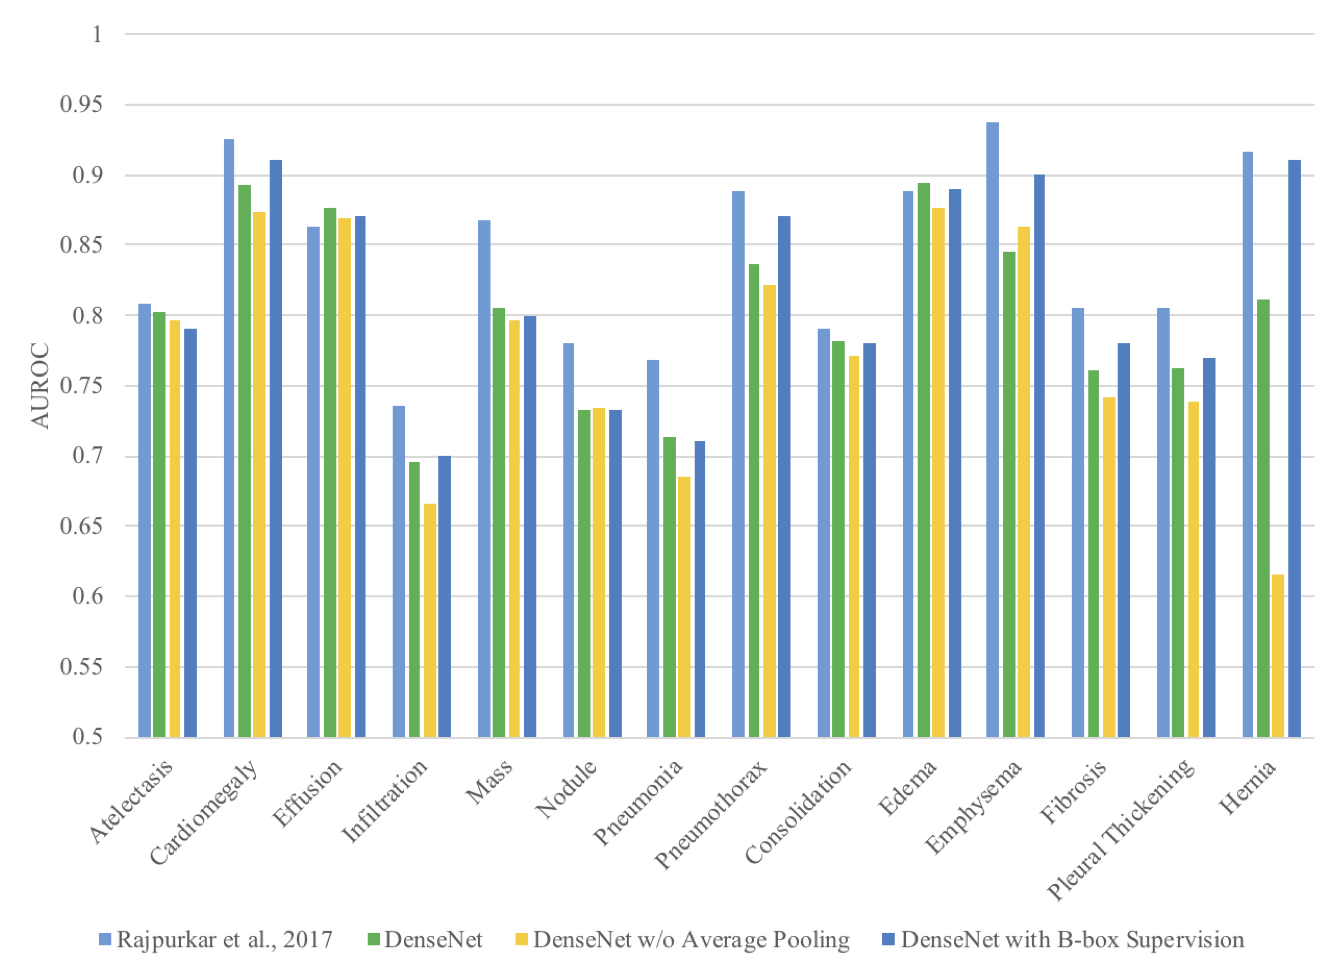 1
0.95
0.9
0.85
0.8
0.75
0.7
0.65
0.6
0.55
0.5
AUROC
Atelectasis
Cardiomegaly
Effusion
Infiltration
Mass
Nodule
Pneumonia
Pneumothorax
Consolidation
Edema
Emphysema
Fibrosis
Pleural Thickening
Hernia
Rajpurkar et al., 2017 DenseNet DenseNet w/o Average Pooling DenseNet with B-box Supervision